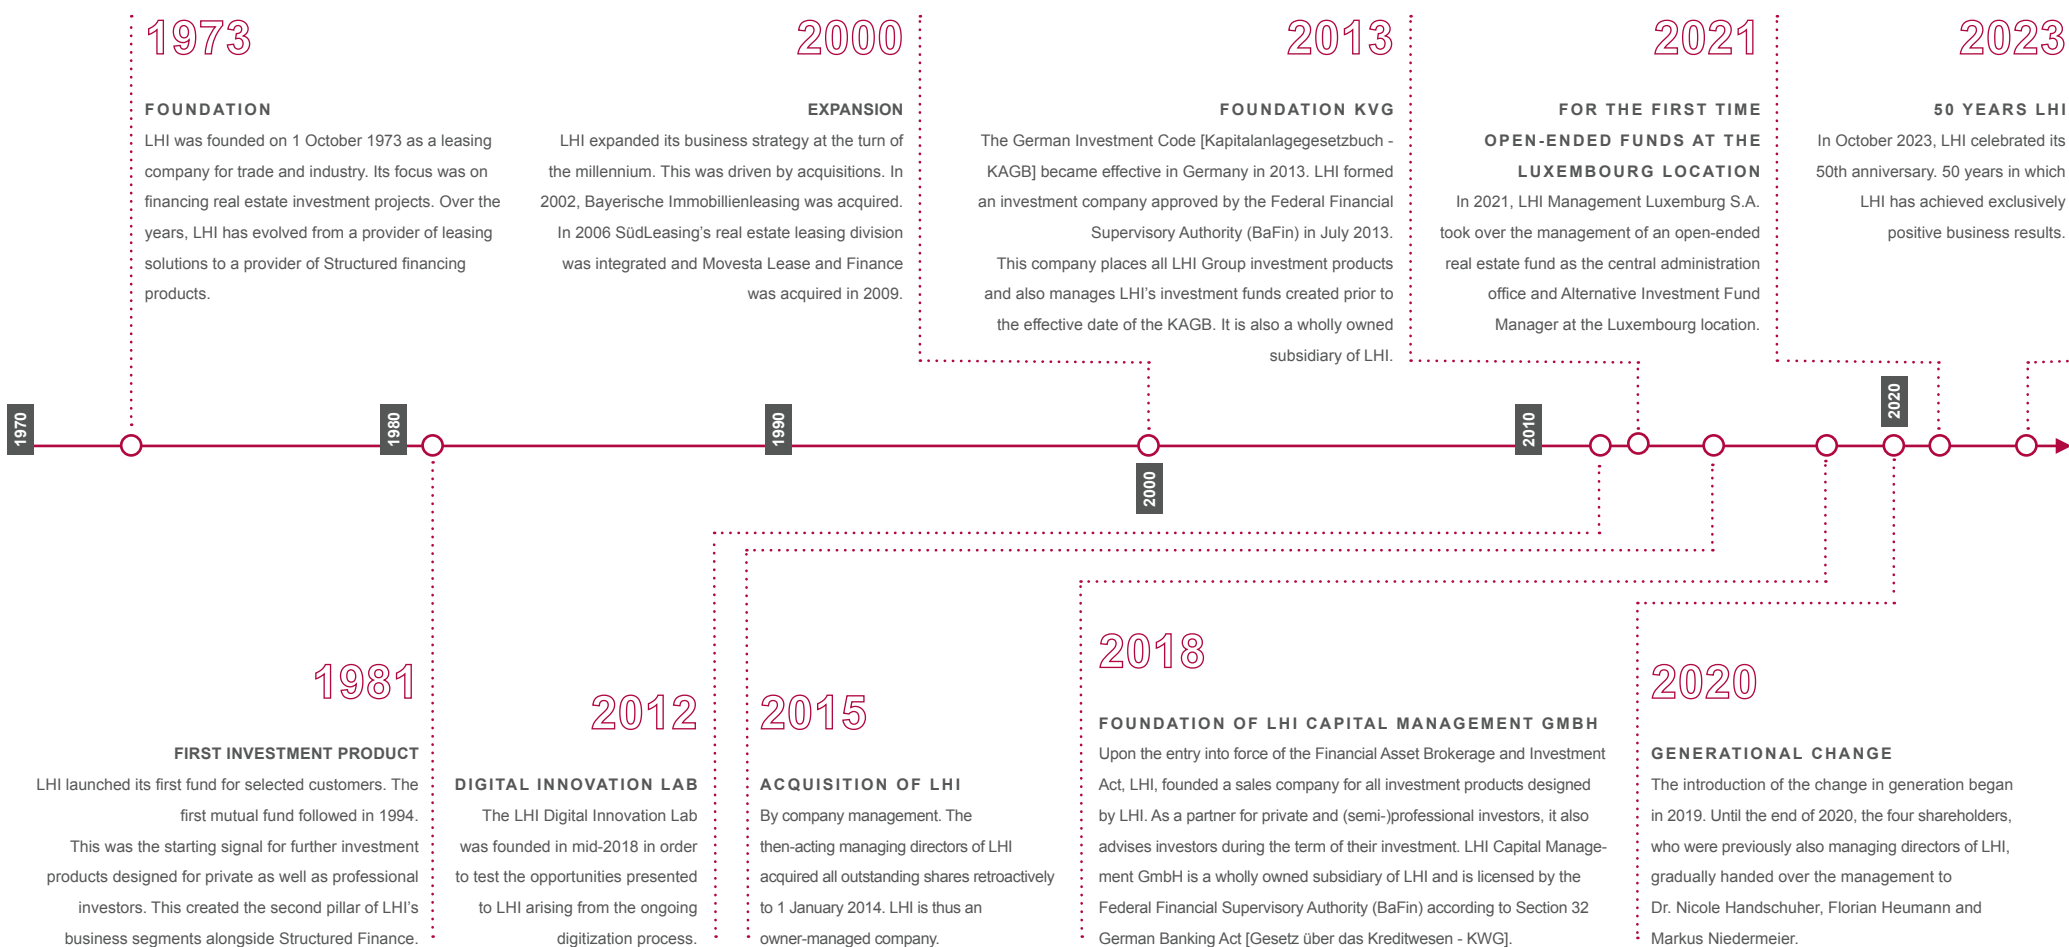 1973
FOUNDATION
LHI was founded on 1 October 1973 as a leasing
company for trade and industry. Its focus was on
financing real estate investment projects. Over the
years, LHI has evolved from a provider of leasing
solutions to a provider of Structured financing
products.
2000
EXPANSION
LHI expanded its business strategy at the turn of
the millennium. This was driven by acquisitions. In
2002, Bayerische Immobillienleasing was acquired.
In 2006 SüdLeasing's real estate leasing division
was integrated and Movesta Lease and Finance
was acquired in 2009.
2013
FOUNDATION KVG
The German Investment Code [Kapitalanlagegesetzbuch -
KAGB] became effective in Germany in 2013. LHI formed
an investment company approved by the Federal Financial
Supervisory Authority (BaFin) in July 2013.
This company places all LHI Group investment products
and also manages LHI's investment funds created prior to
the effective date of the KAGB. It is also a wholly owned
subsidiary of LHI.
2021
FOR THE FIRST TIME
OPEN-ENDED FUNDS AT THE
LUXEMBOURG LOCATION
In 2021, LHI Management Luxemburg S.A.
took over the management of an open-ended
real estate fund as the central administration
office and Alternative Investment Fund
Manager at the Luxembourg location.
2023
50 YEARS LHI
In October 2023, LHI celebrated its
50th anniversary. 50 years in which
LHI has achieved exclusively
positive business results.
1970
1980
1990
2000
2010
2020
1981
FIRST INVESTMENT PRODUCT
LHI launched its first fund for selected customers. The
first mutual fund followed in 1994.
This was the starting signal for further investment
products designed for private as well as professional
investors. This created the second pillar of LHI's
business segments alongside Structured Finance.
2012
DIGITAL INNOVATION LAB
The LHI Digital Innovation Lab
was founded in mid-2018 in order
to test the opportunities presented
to LHI arising from the ongoing
digitization process.
2015
ACQUISITION OF LHI
By company management. The
then-acting managing directors of LHI
acquired all outstanding shares retroactively
to 1 January 2014. LHI is thus an
owner-managed company.
2018
FOUNDATION OF LHI CAPITAL MANAGEMENT GMBH
Upon the entry into force of the Financial Asset Brokerage and Investment
Act, LHI, founded a sales company for all investment products designed
by LHI. As a partner for private and (semi-)professional investors, it also
advises investors during the term of their investment. LHI Capital Manage-
ment GmbH is a wholly owned subsidiary of LHI and is licensed by the
Federal Financial Supervisory Authority (BaFin) according to Section 32
German Banking Act [Gesetz über das Kreditwesen - KWG].
2020
GENERATIONAL CHANGE
The introduction of the change in generation began
in 2019. Until the end of 2020, the four shareholders,
who were previously also managing directors of LHI,
gradually handed over the management to
Dr. Nicole Handschuher, Florian Heumann and
Markus Niedermeier.